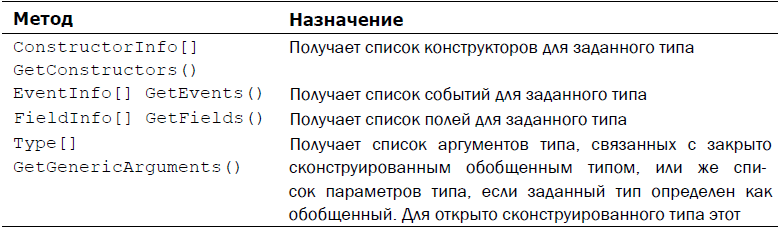 Метод Назначение
ConstructorInfo[] Получает список конструкторов для заданного типа
GetConstructors()
EventInfo[] GetEvents() Получает список событий для заданного типа
FieldInfo[] GetFields() Получает список полей для заданного типа
Type[] Получает список аргументов типа, связанных с закрыто
GetGenericArguments() сконструированным обобщенным типом, или же спи-
сок параметров типа, если заданный тип определен как
обобщенный. Для открыто сконструированного типа этот